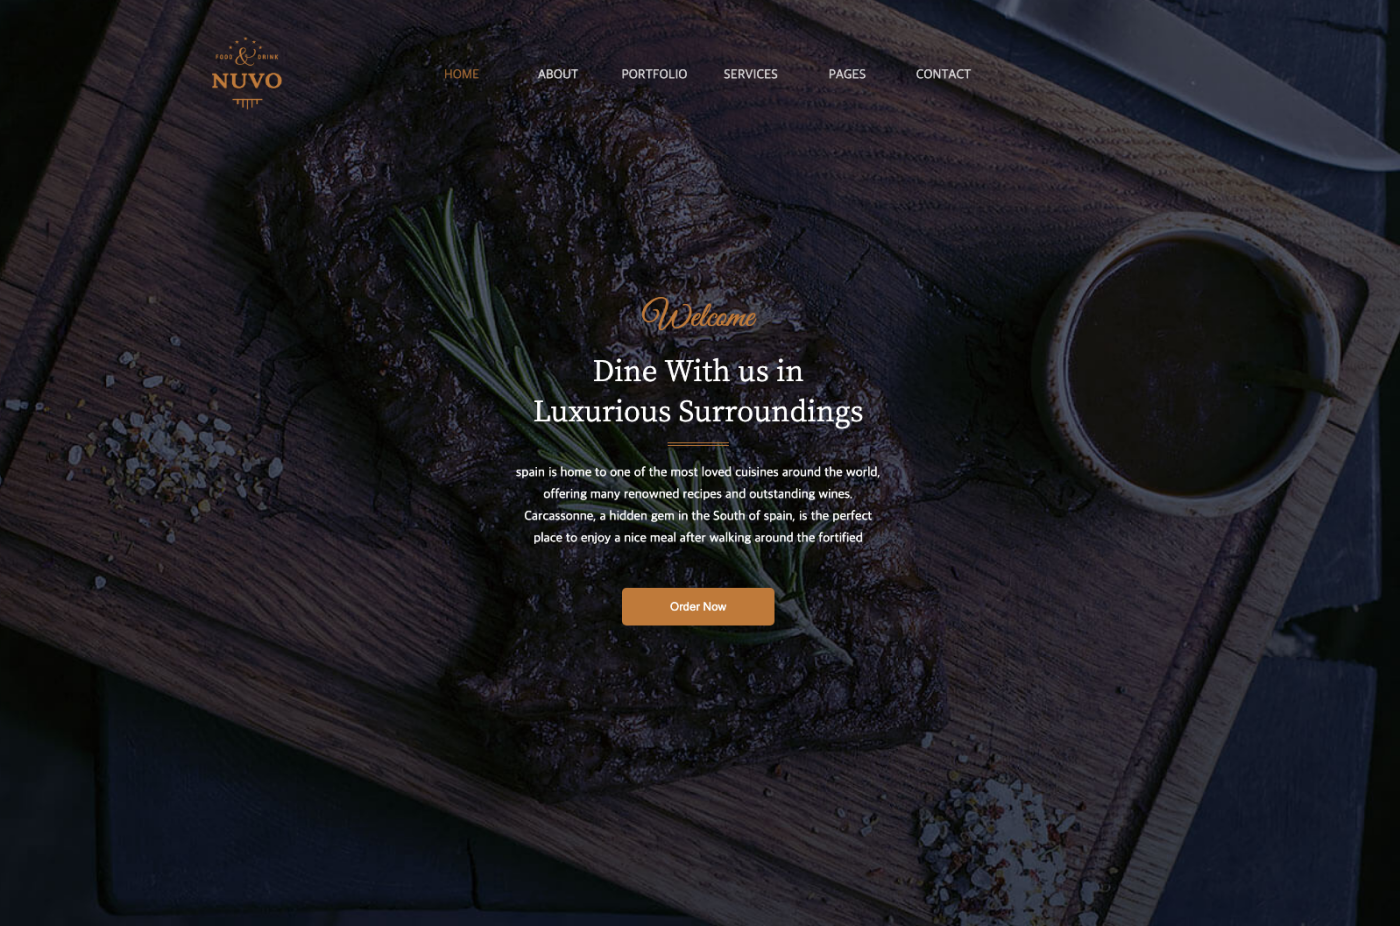 FOOD & DRINK
NUVO
HOME ABOUT PORTFOLIO SERVICES PAGES CONTACT
Welcome
Dine With us in
Luxurious Surroundings
spain is home to one of the most loved cuisines around the world,
offering many renowned recipes and outstanding wines.
Carcassonne, a hidden gem in the South of spain, is the perfect
place to enjoy a nice meal after walking around the fortified
Order Now